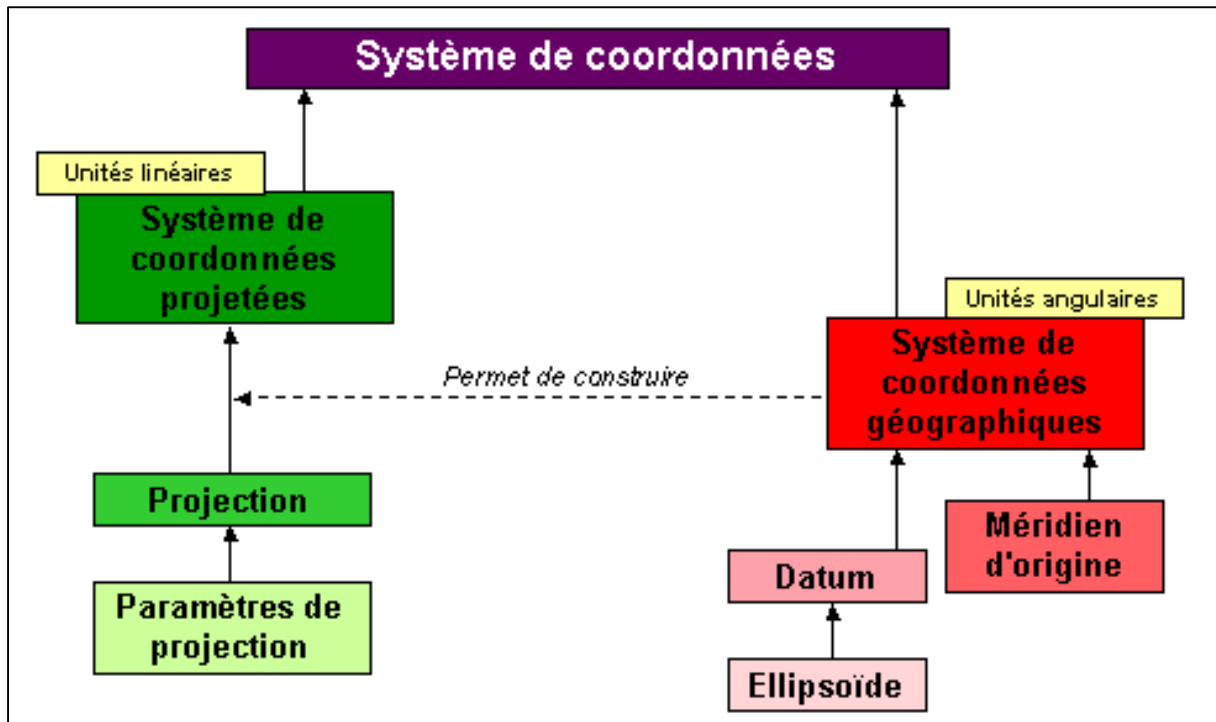 Système de coordonnées
Unités linéaires
Système de
coordonnées
projetées
Unités angulaires
Système de
coordonnées
géographiques
Permet de construire
Projection
Méridien
d'origine
Datum
Paramètres de
projection
Ellipsoïde